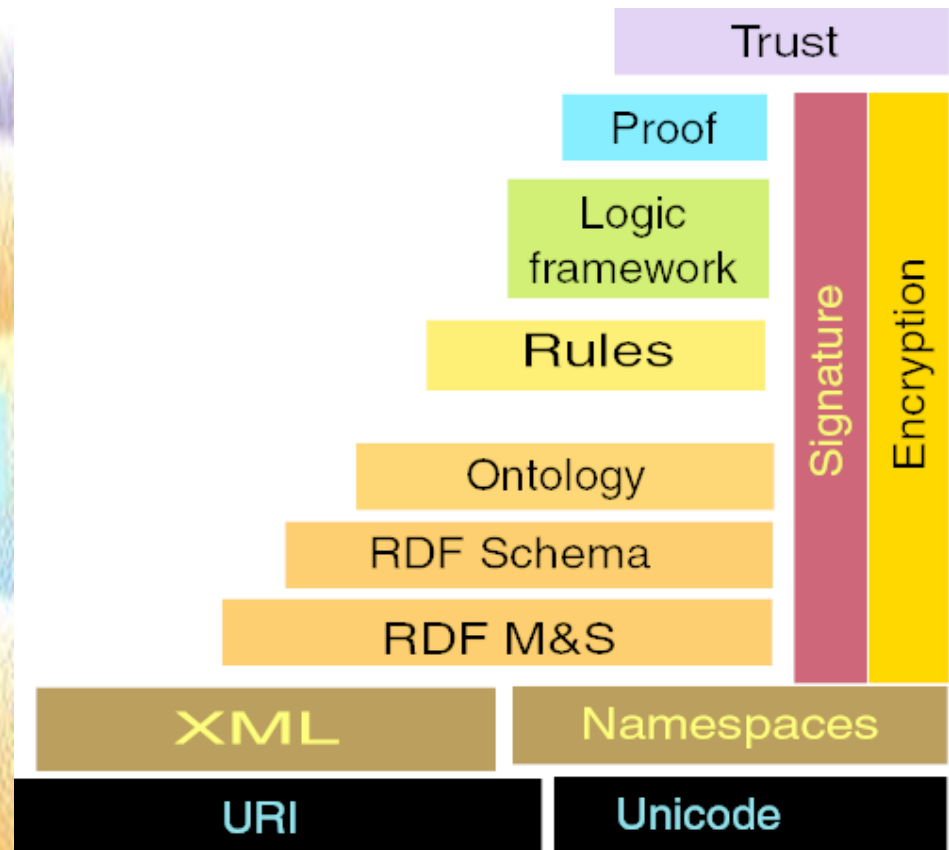 Trust
Proof
Logic
framework
Rules
Ontology
RDF Schema
RDF M&S
Signature
Encryption
XML
Namespaces
URI
Unicode